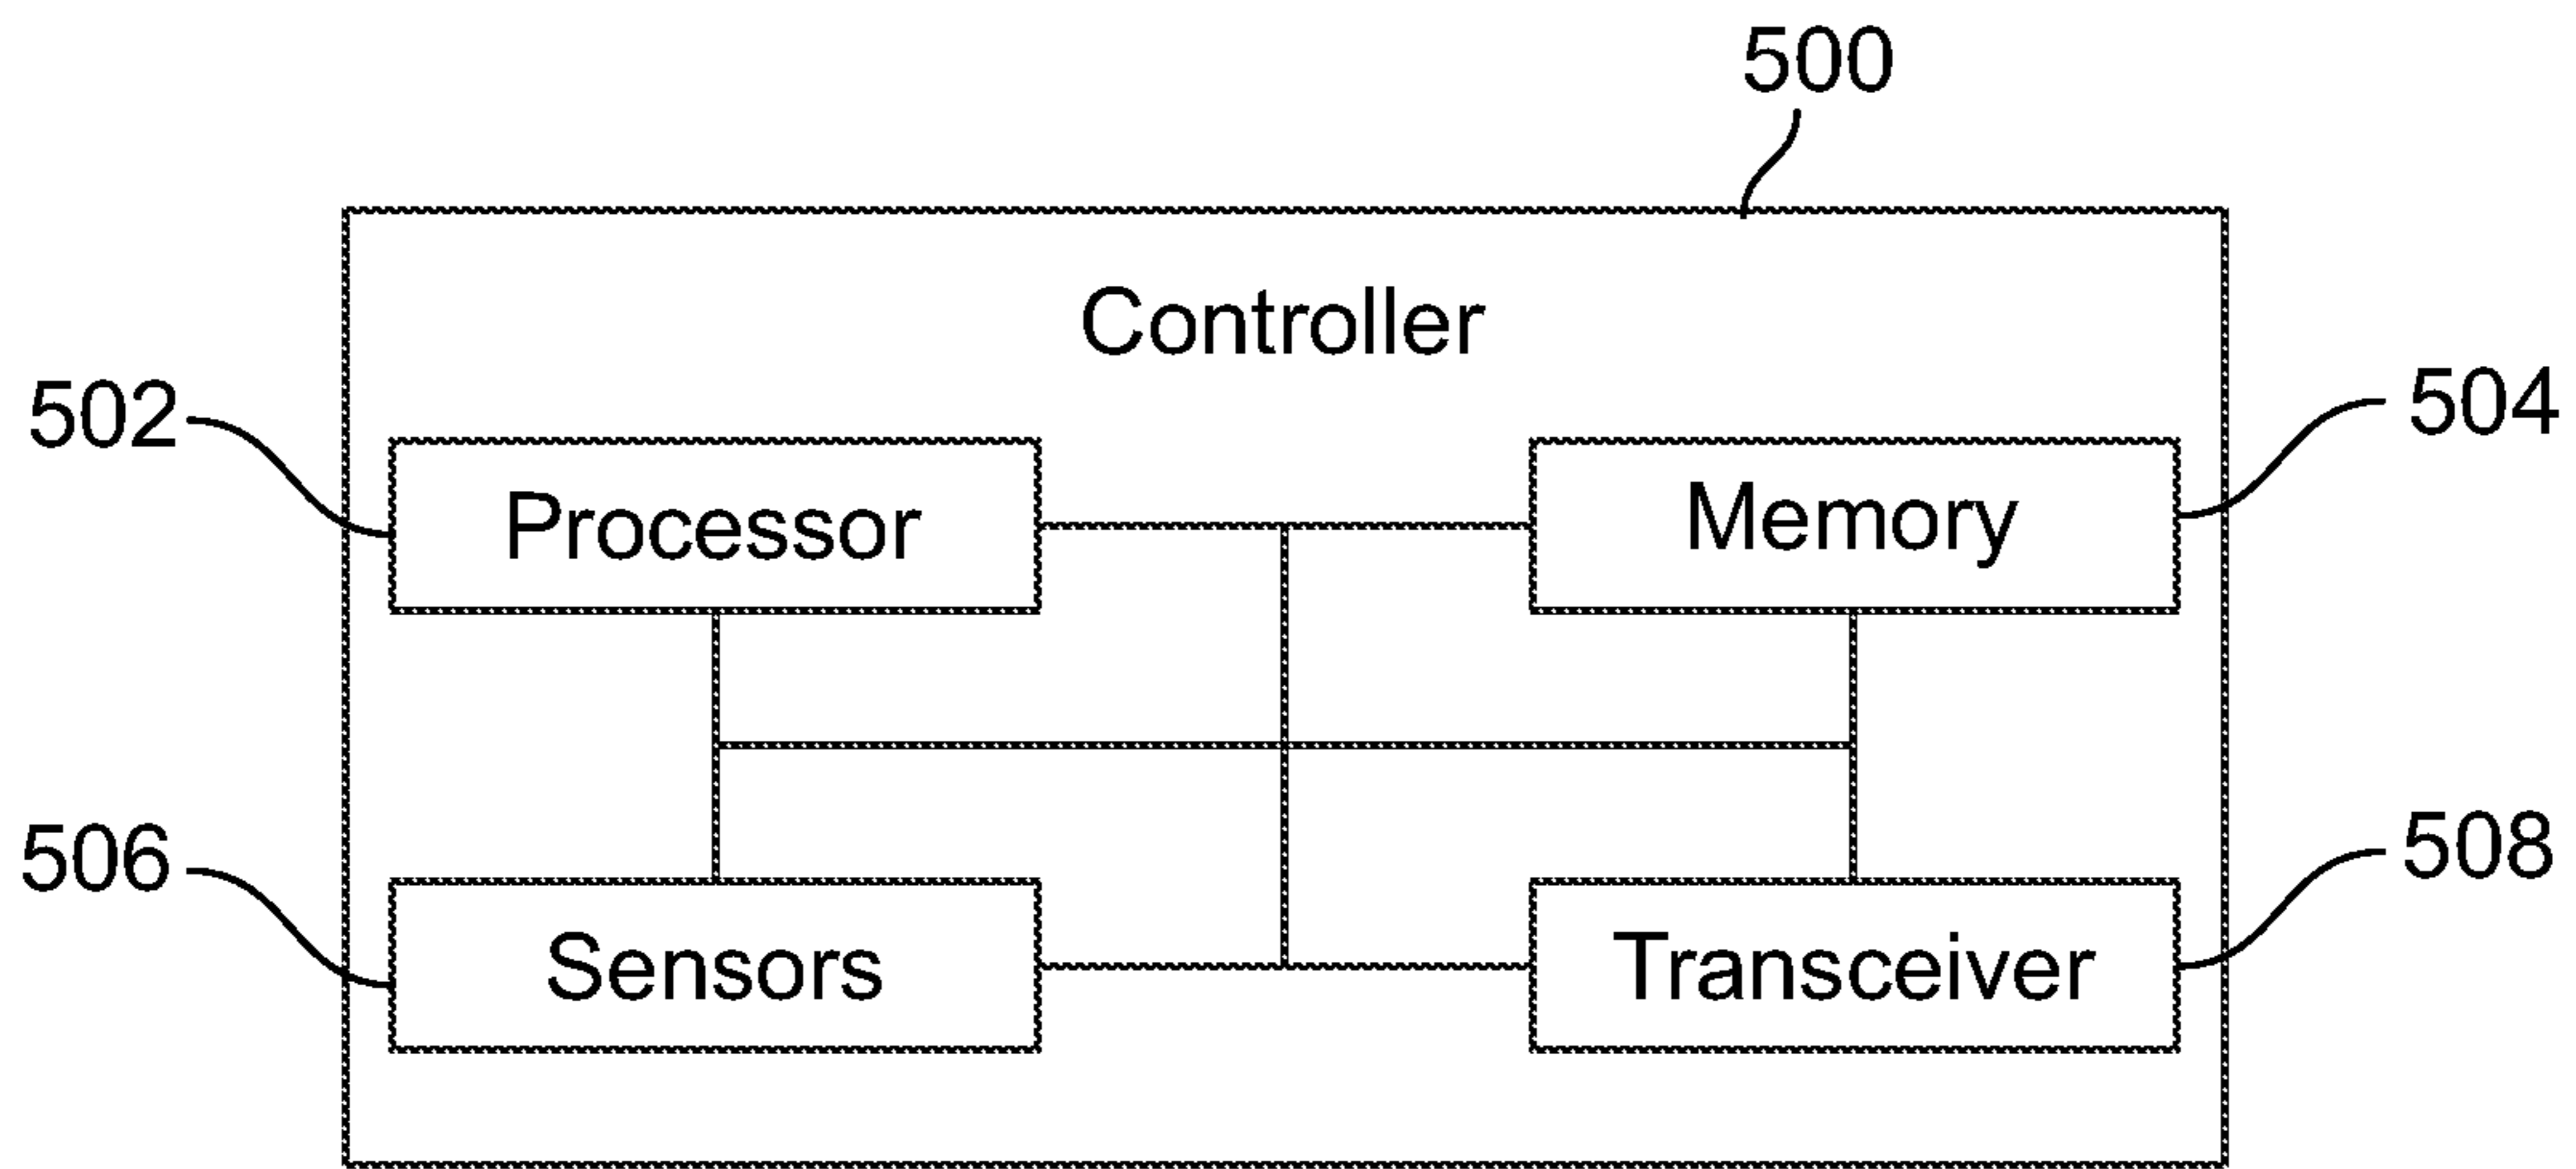 500
Controller
502
504
Processor
Memory
506
508
Sensors
Transceiver